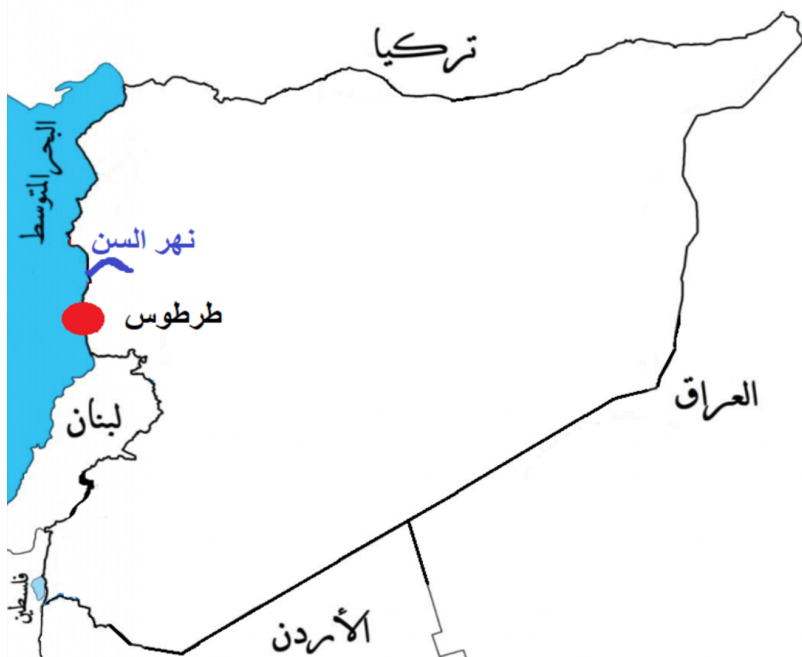 تركيا
البحر المتوسط
نهر السن
طرطوس
لبنان
العراق
فلسطين
الأردن